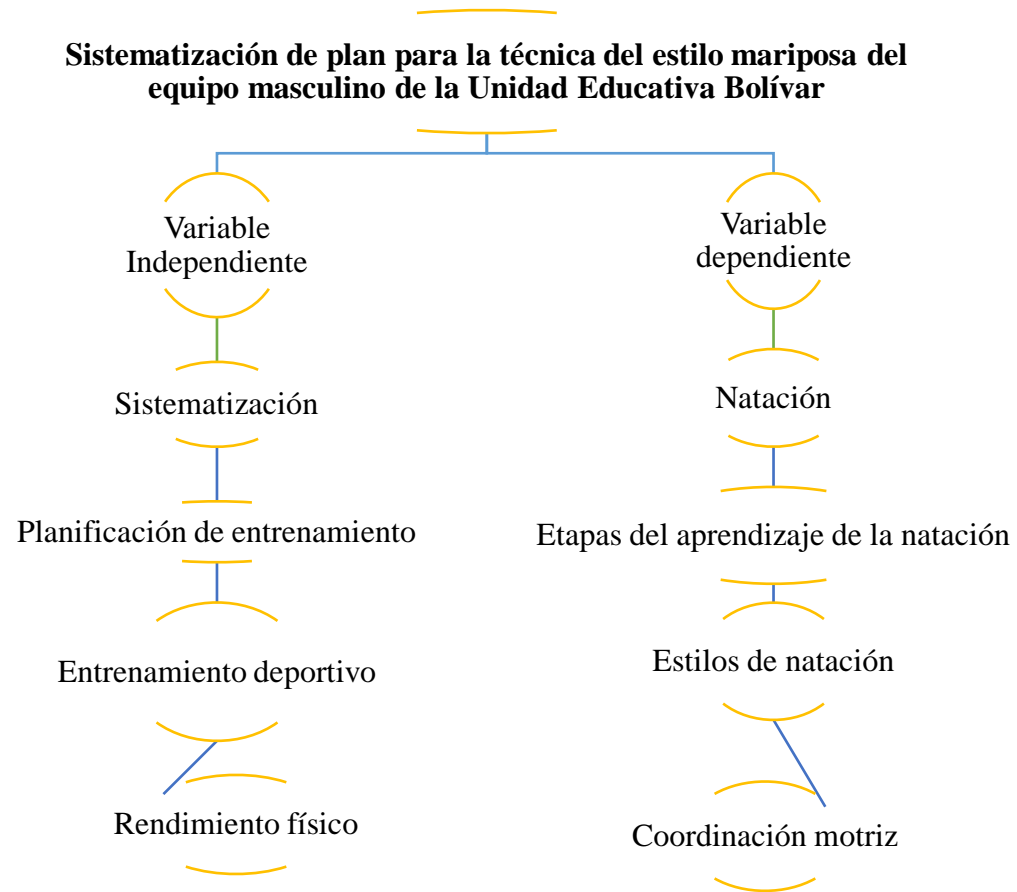 Sistematización de plan para la técnica del estilo mariposa del
equipo masculino de la Unidad Educativa Bolívar
Variable
Independiente
Sistematización
Planificación de entrenamiento
Entrenamiento deportivo
Rendimiento físico
Variable
dependiente
Natación
Etapas del aprendizaje de la natación
Estilos de natación
Coordinación motriz